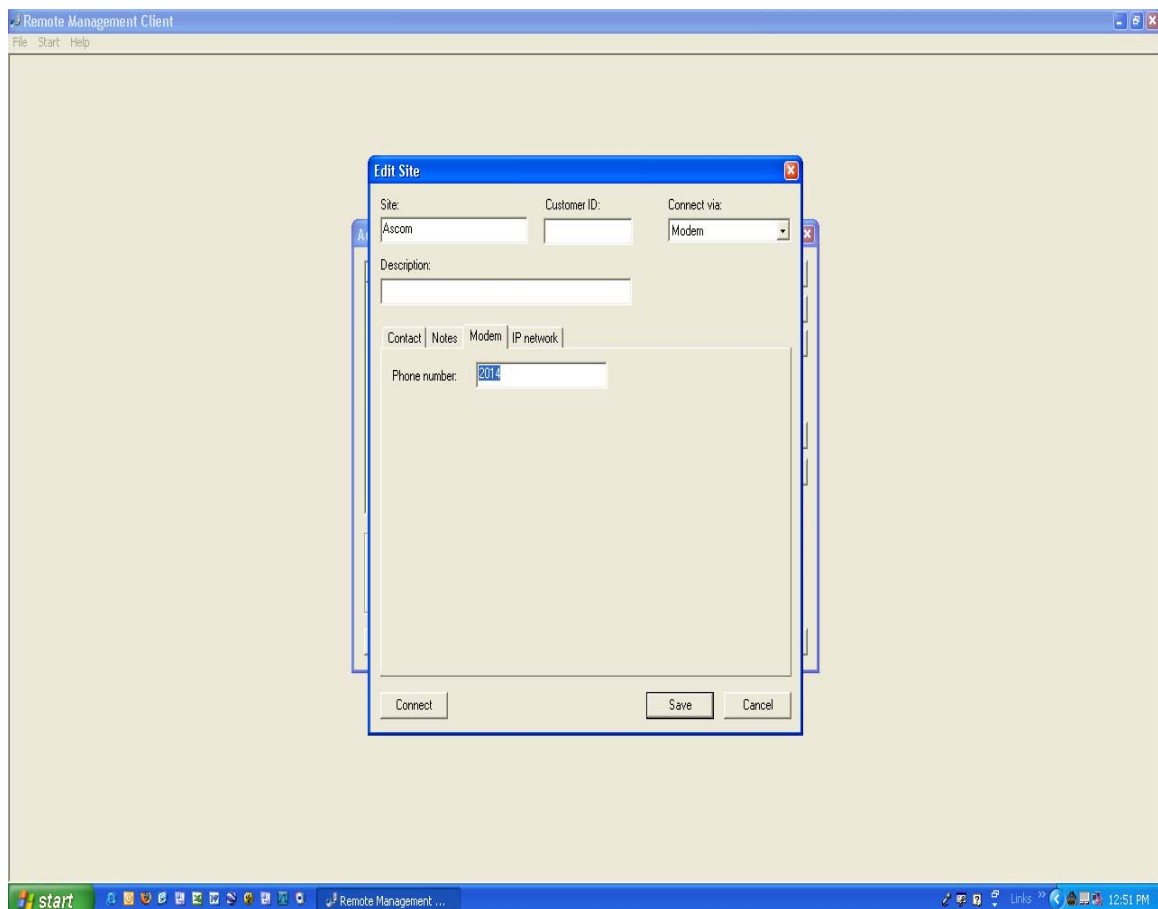 Remote Management Client
File Start Help
Edit Site
Site: Customer ID: Connect via:
Ascom Modem
Description:
Contact Notes Modem IP network
Phone number: 2014
Connect Save Cancel
start Remote Management ... Links » 12:51 PM